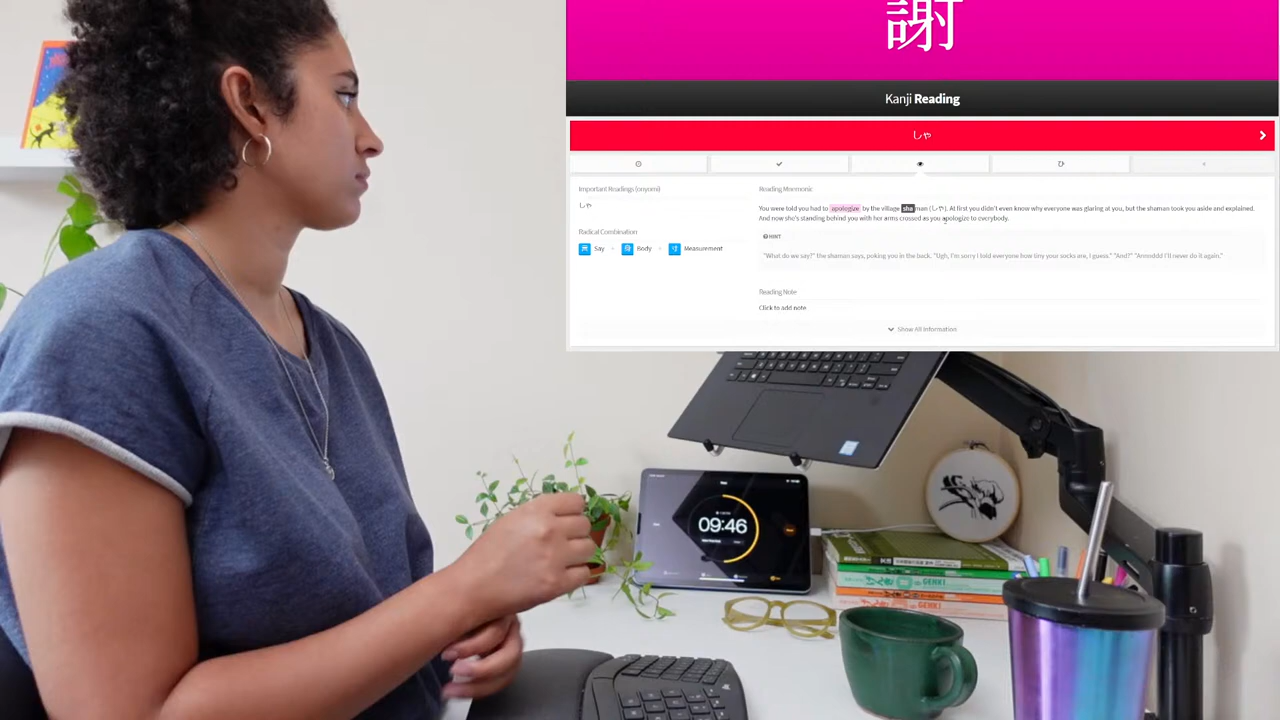 謝
Kanji Reading
しゃ
ひ
Important Readings (onyomi)
しゃ
Radical Combination
言 Say + 身 Body + 寸 Measurement
Reading Mnemonic
You were told you had to apologize by the village shaman (しゃ). At first you didn't even know why everyone was glaring at you, but the shaman took you aside and explained.
And now she's standing behind you with her arms crossed as you apologize to everybody.
HINT
"What do we say?" the shaman says, poking you in the back. "Ugh, I'm sorry I told everyone how tiny your socks are, I guess." "And?" "Annnddd I'll never do it again."
Reading Note
Click to add note
Show All Information
09:46
GENKI
GENKI